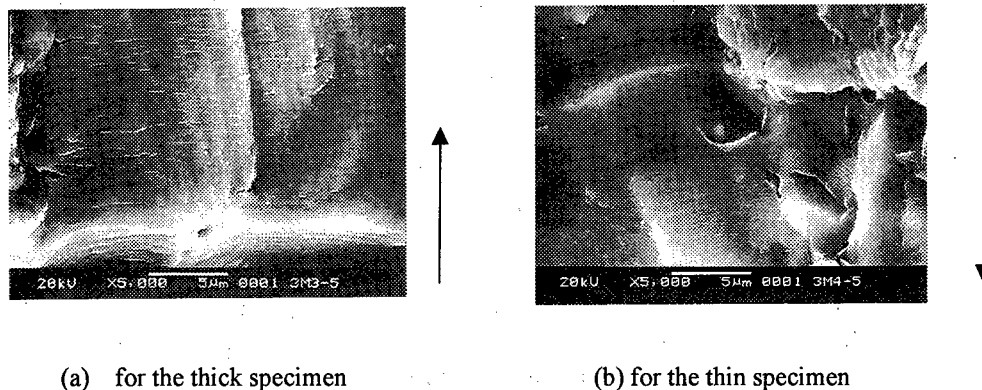 20kV X5,000 5µm 0001 3M3-5
20kV X5,000 5µm 0001 3M4-5
(a) for the thick specimen
(b) for the thin specimen